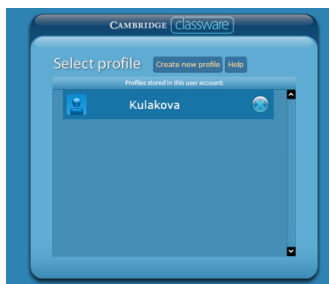 CAMBRIDGE classware
Select profile Create new profile Help
Profiles stored in this user account:
Kulakova